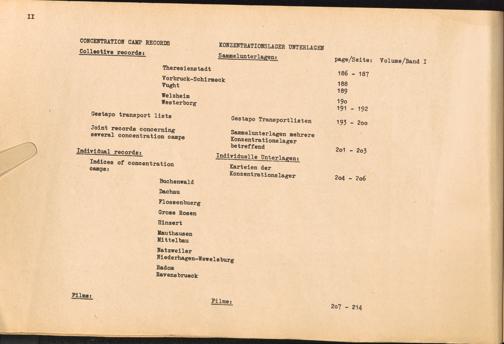 II
CONCENTRATION CAMP RECORDS KONZENTRATIONSLAGER UNTERLAGEN
Collective records: Sammelunterlagen: page/Seite: Volume/Band I
Theresienstadt 186 - 187
Vorbruck-Schirmeck 188
Vught 189
Welzheim 190
Westerborg 191 - 192
Gestapo transport lists Gestapo Transportlisten 193 - 200
Joint records concerning Sammelunterlagen mehrere
several concentration camps Konzentrationslager
betreffend 201 - 203
Individual records: Individuelle Unterlagen:
Indices of concentration Karteien der
camps: Konzentrationslager 204 - 206
Buchenwald
Dachau
Flossenbuerg
Gross Rosen
Hinzert
Mauthausen
Mittelbau
Natzweiler
Niederhagen-Wewelsburg
Radom
Ravensbrueck
Films: Filme: 207 - 214